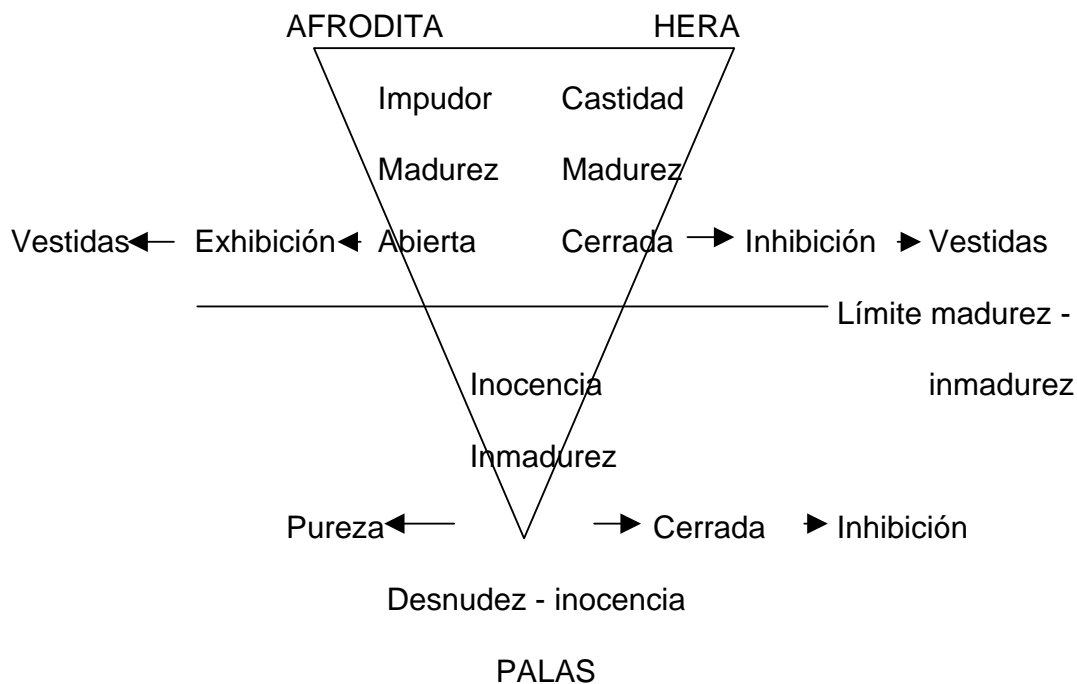 AFRODITA HERA
Impudor Castidad
Madurez Madurez
Vestidas Exhibición Abierta Cerrada Inhibición Vestidas
Límite madurez -
Inocencia inmadurez
Inmadurez
Pureza Cerrada Inhibición
Desnudez - inocencia
PALAS